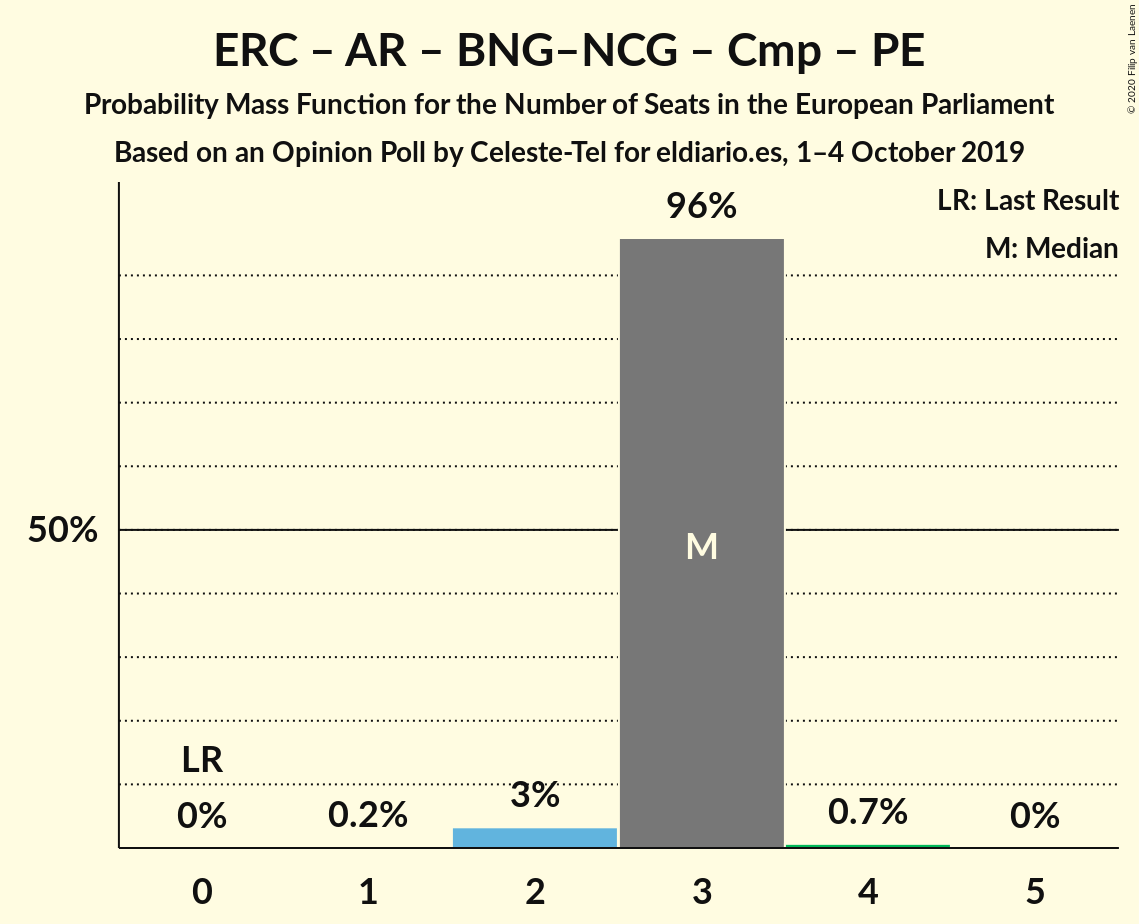 ERC – AR – BNG–NCG – Cmp – PE
Probability Mass Function for the Number of Seats in the European Parliament
Based on an Opinion Poll by Celeste-Tel for eldiario.es, 1–4 October 2019
© 2020 Filip van Laenen
LR: Last Result
M: Median
96%
50%
M
LR
0%
0.2%
3%
0.7%
0%
0 1 2 3 4 5